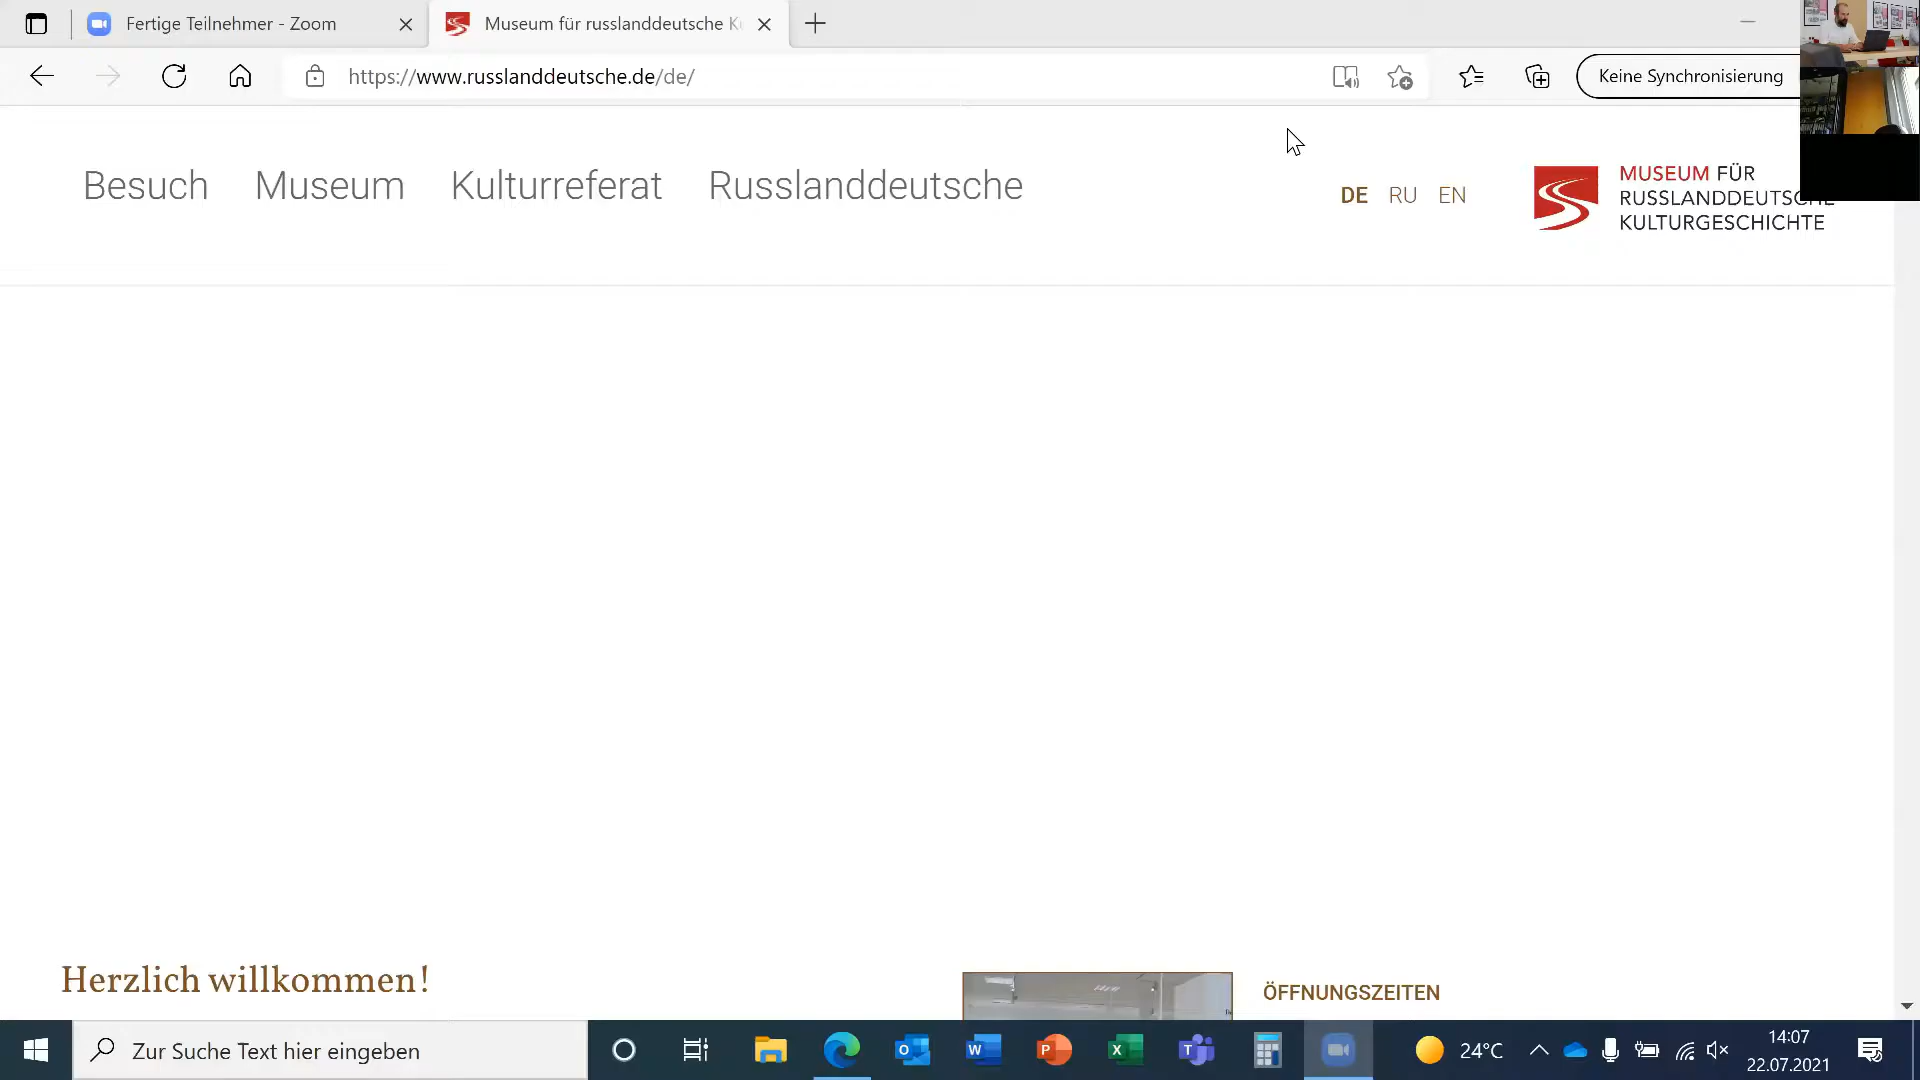 Fertige Teilnehmer - Zoom
Museum für russlanddeutsche K
https://www.russlanddeutsche.de/de/
Keine Synchronisierung
Besuch Museum Kulturreferat Russlanddeutsche
DE RU EN
MUSEUM FÜR
RUSSLANDDEUTSCHE
KULTURGESCHICHTE
Herzlich willkommen!
ÖFFNUNGSZEITEN
Zur Suche Text hier eingeben
24°C
14:07
22.07.2021